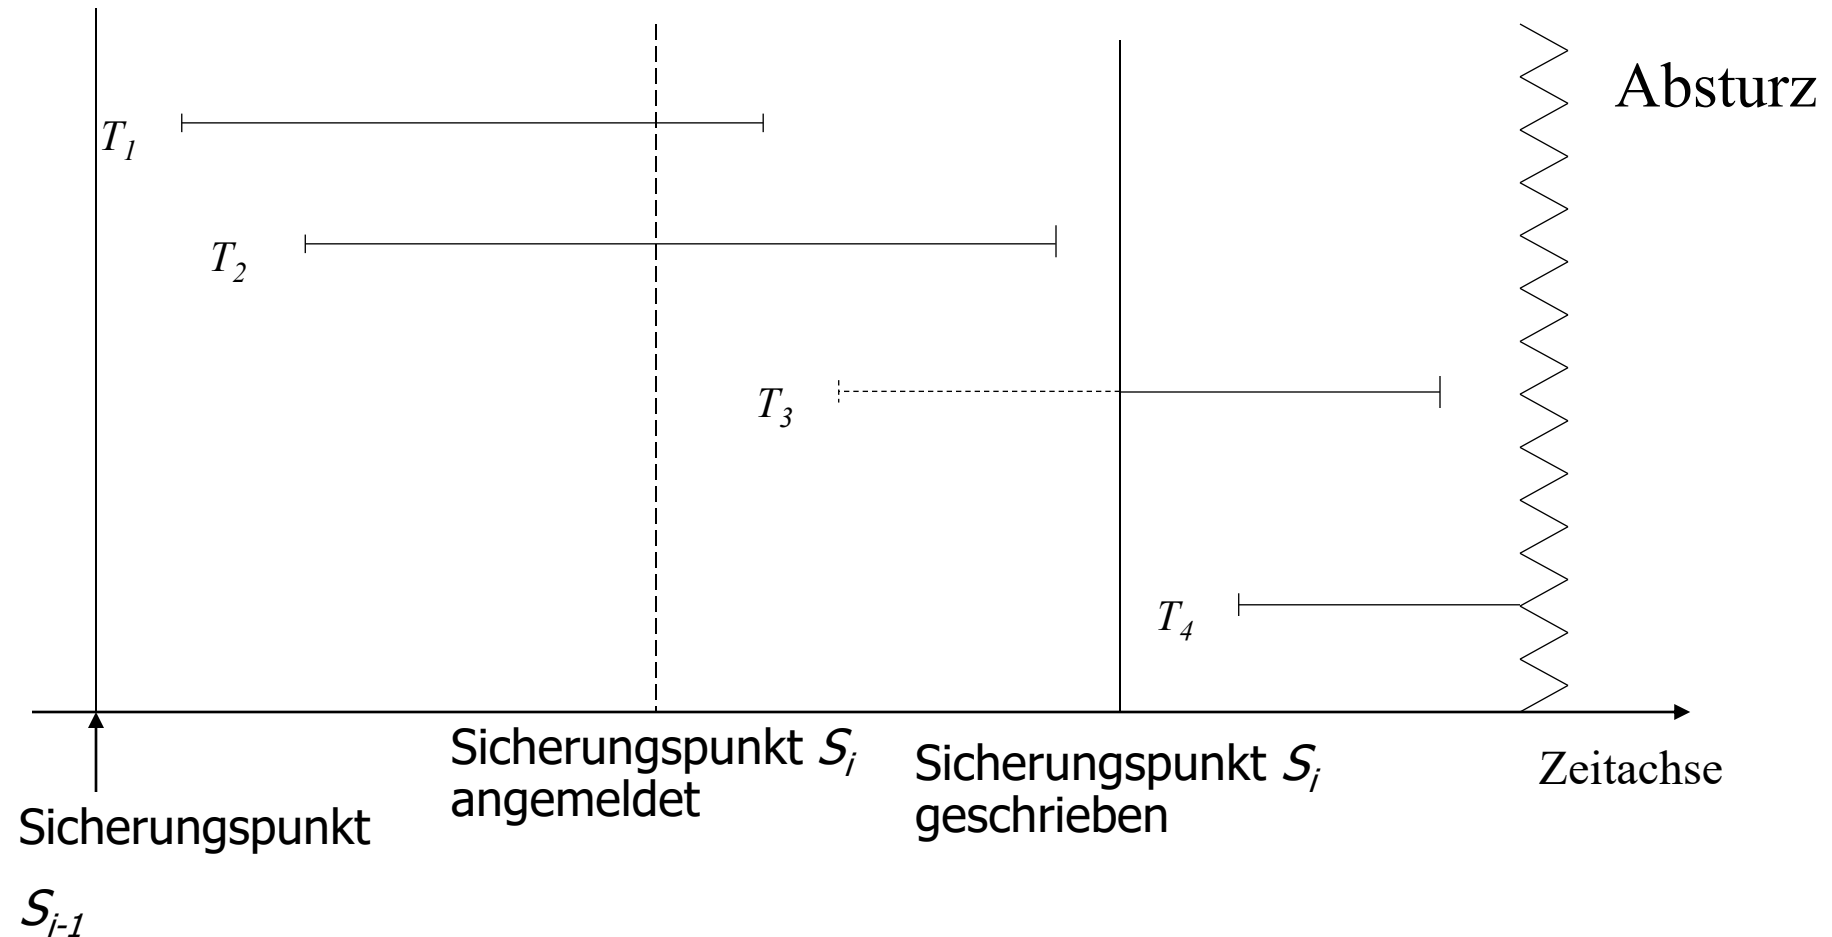 Absturz
T1
T2
T3
T4
Sicherungspunkt Si
angemeldet
Sicherungspunkt Si
geschrieben
Zeitachse
Sicherungspunkt
Si-1